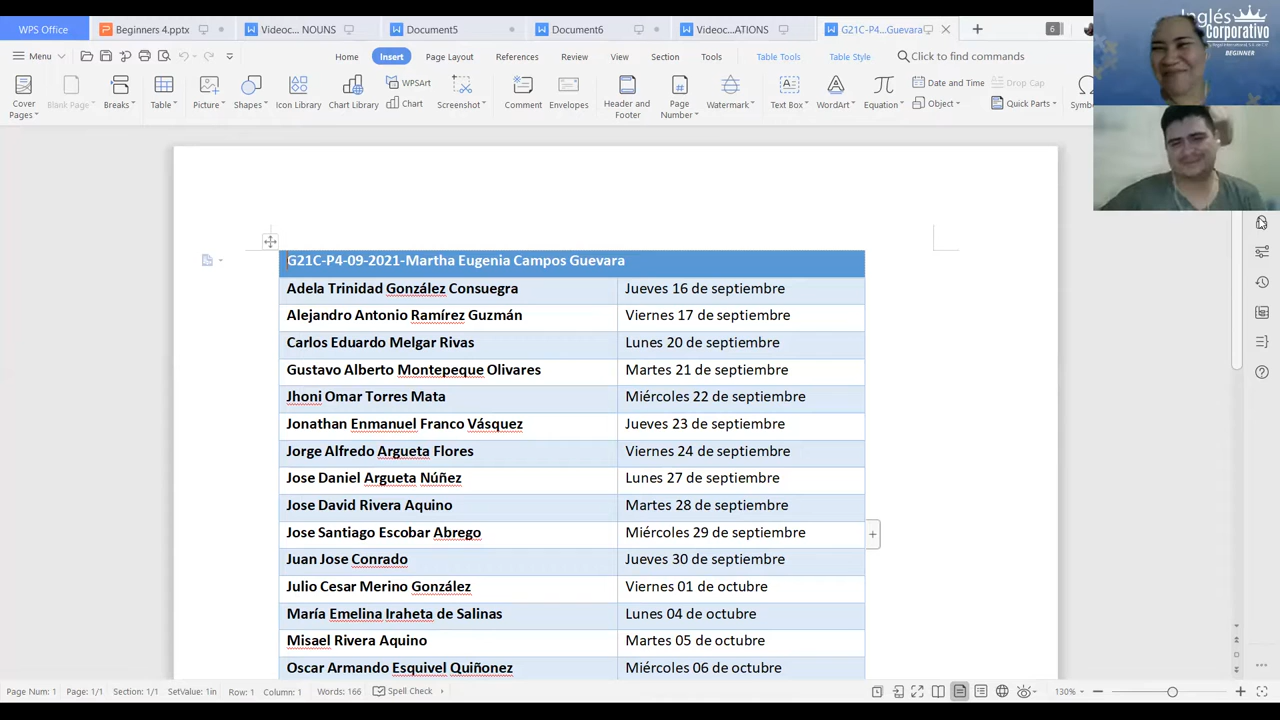 WPS Office Beginners 4.pptx Videoc... NOUNS Document5 Document6 Videoc...ATIONS G21C-P4...Guevara 6
Menu Home Insert Page Layout References Review View Section Tools Table Tools Table Style Click to find commands
Cover Pages Blank Page Breaks Table Picture Shapes Icon Library Chart Library WPSArt Chart Screenshot Comment Envelopes Header and Footer Page Number Watermark Text Box WordArt Equation Date and Time Object Drop Cap Quick Parts
Inglés
Corporativo
BEGINNER
G21C-P4-09-2021-Martha Eugenia Campos Guevara
Adela Trinidad González Consuegra Jueves 16 de septiembre
Alejandro Antonio Ramírez Guzmán Viernes 17 de septiembre
Carlos Eduardo Melgar Rivas Lunes 20 de septiembre
Gustavo Alberto Montepeque Olivares Martes 21 de septiembre
Jhoni Omar Torres Mata Miércoles 22 de septiembre
Jonathan Enmanuel Franco Vásquez Jueves 23 de septiembre
Jorge Alfredo Argueta Flores Viernes 24 de septiembre
Jose Daniel Argueta Núñez Lunes 27 de septiembre
Jose David Rivera Aquino Martes 28 de septiembre
Jose Santiago Escobar Abrego Miércoles 29 de septiembre
Juan Jose Conrado Jueves 30 de septiembre
Julio Cesar Merino González Viernes 01 de octubre
María Emelina Iraheta de Salinas Lunes 04 de octubre
Misael Rivera Aquino Martes 05 de octubre
Oscar Armando Esquivel Quiñonez Miércoles 06 de octubre
Page Num: 1 Page: 1/1 Section: 1/1 SetValue: 1in Row: 1 Column: 1 Words: 166 Spell Check 130%